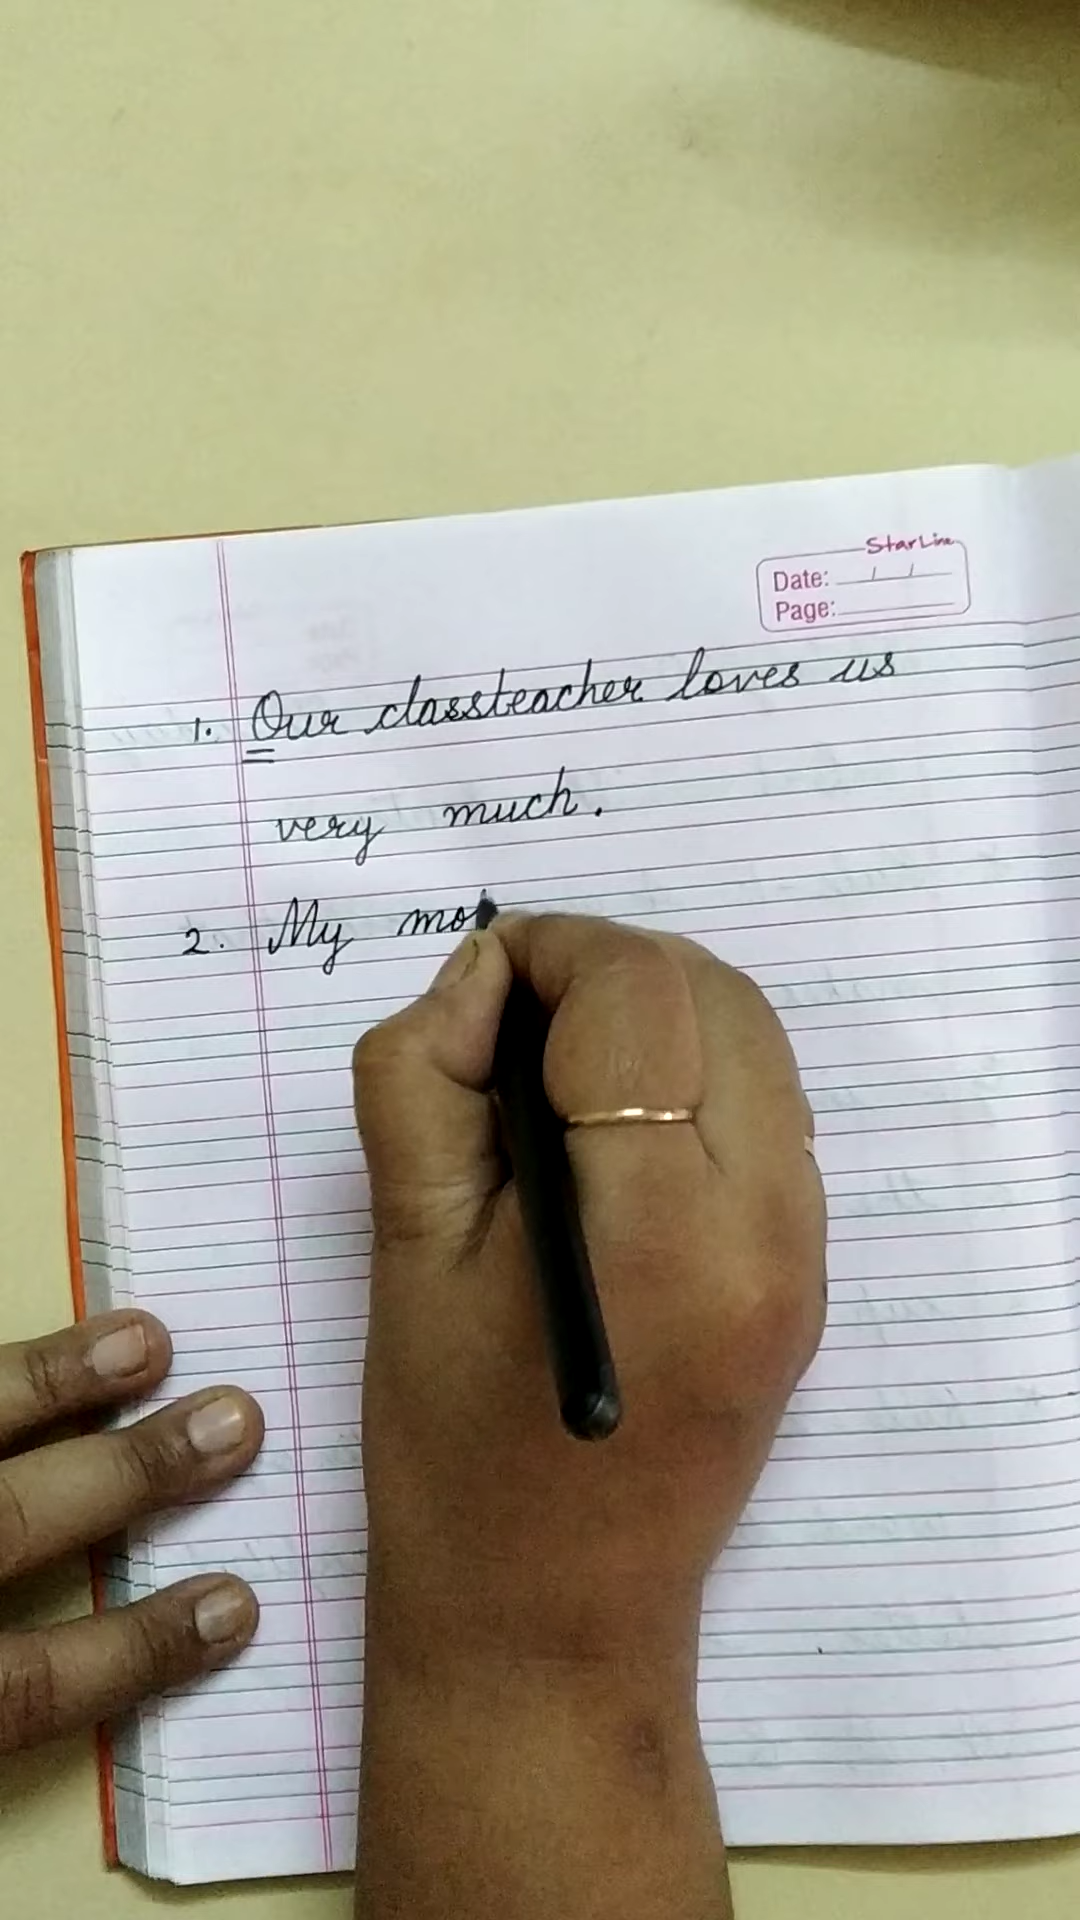 StarLine
Date: / /
Page:
1. Our classteacher loves us
very much.
2. My mo